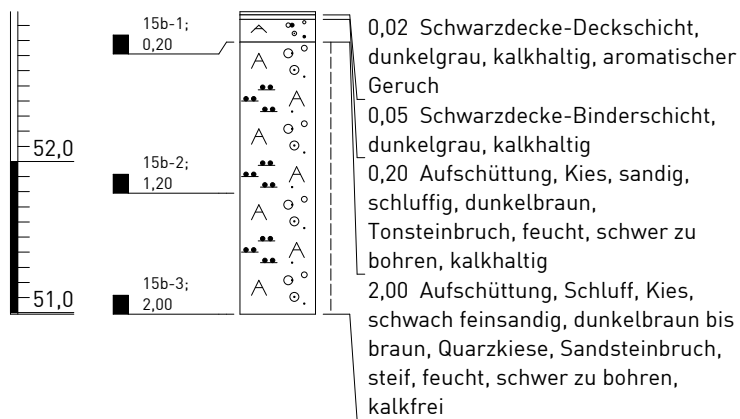 15b-1;
0,20
52,0
15b-2;
1,20
51,0
15b-3;
2,00
0,02 Schwarzdecke-Deckschicht,
dunkelgrau, kalkhaltig, aromatischer
Geruch
0,05 Schwarzdecke-Binderschicht,
dunkelgrau, kalkhaltig
0,20 Aufschüttung, Kies, sandig,
schluffig, dunkelbraun,
Tonsteinbruch, feucht, schwer zu
bohren, kalkhaltig
2,00 Aufschüttung, Schluff, Kies,
schwach feinsandig, dunkelbraun bis
braun, Quarzkiese, Sandsteinbruch,
steif, feucht, schwer zu bohren,
kalkfrei